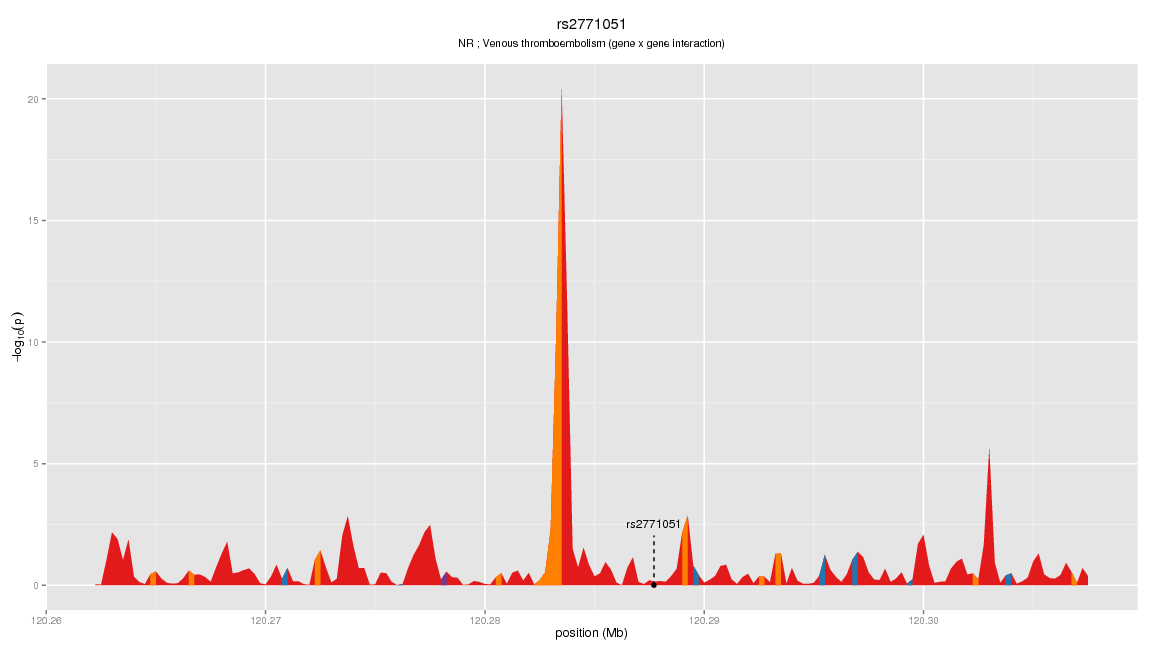 rs2771051
NR ; Venous thromboembolism (gene x gene interaction)
20
15
10
5
0
−log10(p)
rs2771051
120.26
120.27
120.28
120.29
120.30
position (Mb)